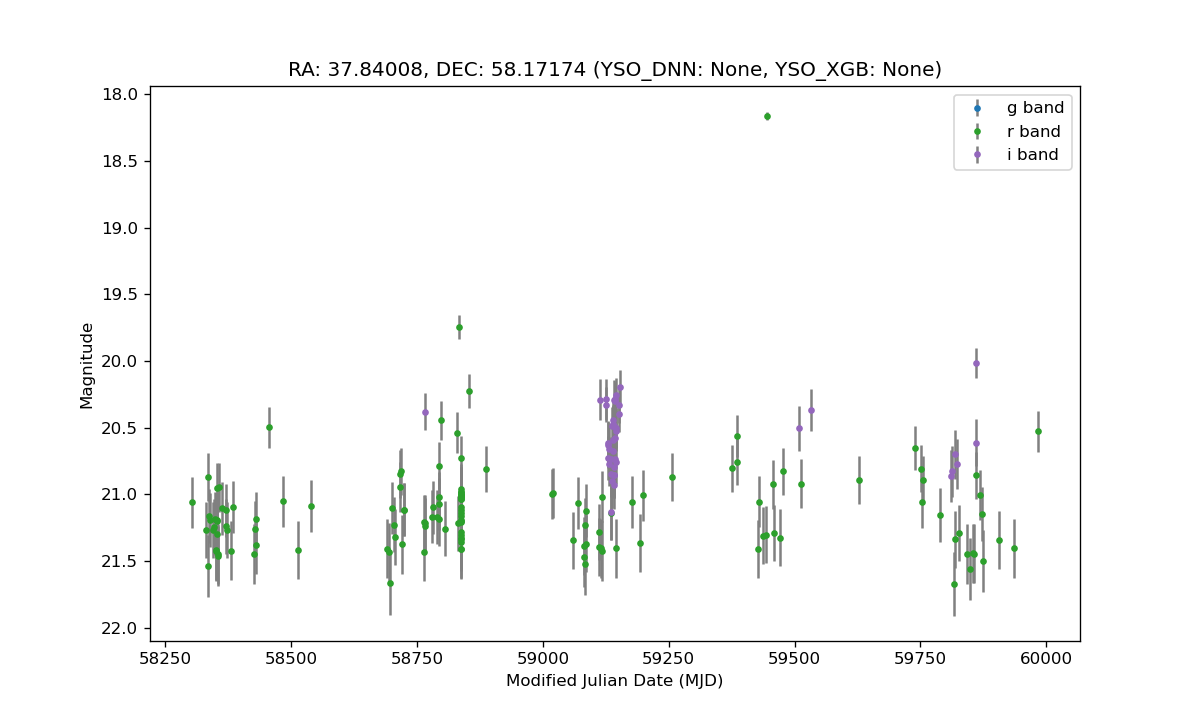 RA: 37.84008, DEC: 58.17174 (YSO_DNN: None, YSO_XGB: None)
18.0
18.5
19.0
19.5
20.0
20.5
21.0
21.5
22.0
Magnitude
g band
r band
i band
58250
58500
58750
59000
59250
59500
59750
60000
Modified Julian Date (MJD)